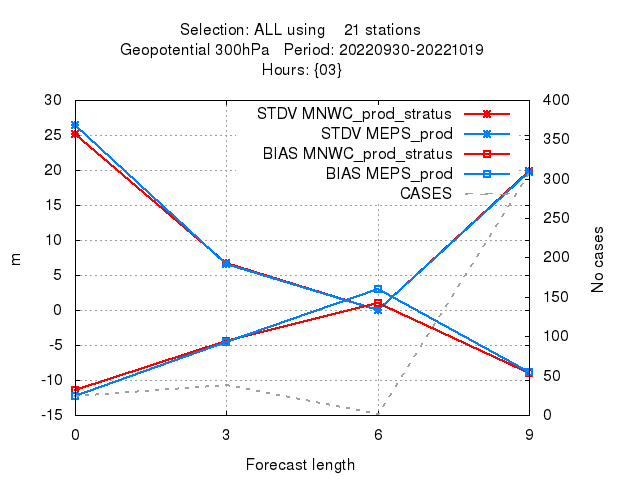 Selection: ALL using    21 stations
Geopotential 300hPa   Period: 20220930-20221019
Hours: {03}
30
25
20
15
10
5
0
-5
-10
-15
m
STDV MNWC_prod_stratus
STDV MEPS_prod
BIAS MNWC_prod_stratus
BIAS MEPS_prod
CASES
400
350
300
250
200
150
100
50
0
No cases
0 3 6 9
Forecast length